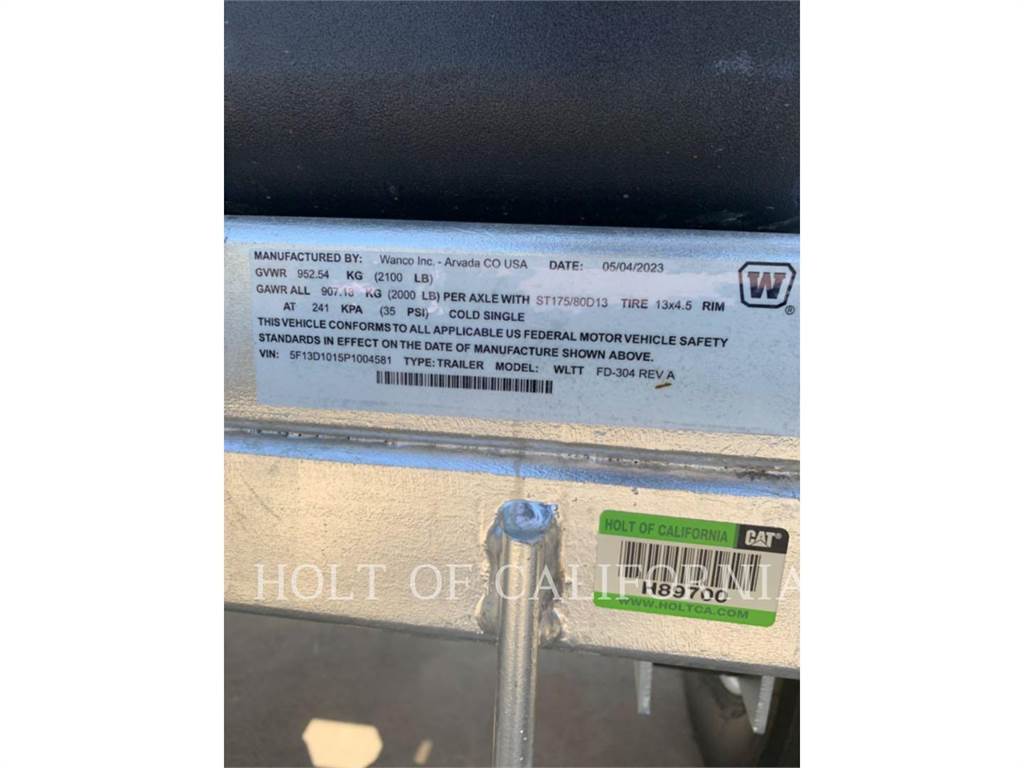 MANUFACTURED BY: Wanco Inc. - Arvada CO USA DATE: 05/04/2023
GVWR 952.54 KG (2100 LB)
GAWR ALL 907.18 KG (2000 LB) PER AXLE WITH ST175/80D13 TIRE 13x4.5 RIM
AT 241 KPA (35 PSI) COLD SINGLE
THIS VEHICLE CONFORMS TO ALL APPLICABLE US FEDERAL MOTOR VEHICLE SAFETY
STANDARDS IN EFFECT ON THE DATE OF MANUFACTURE SHOWN ABOVE.
VIN: 5F13D1015P1004581 TYPE: TRAILER MODEL: WLTT FD-304 REV A
W®
HOLT OF CALIFORNIA CAT®
H89700
WWW.HOLTCA.COM
HOLT OF CALIFORNIA